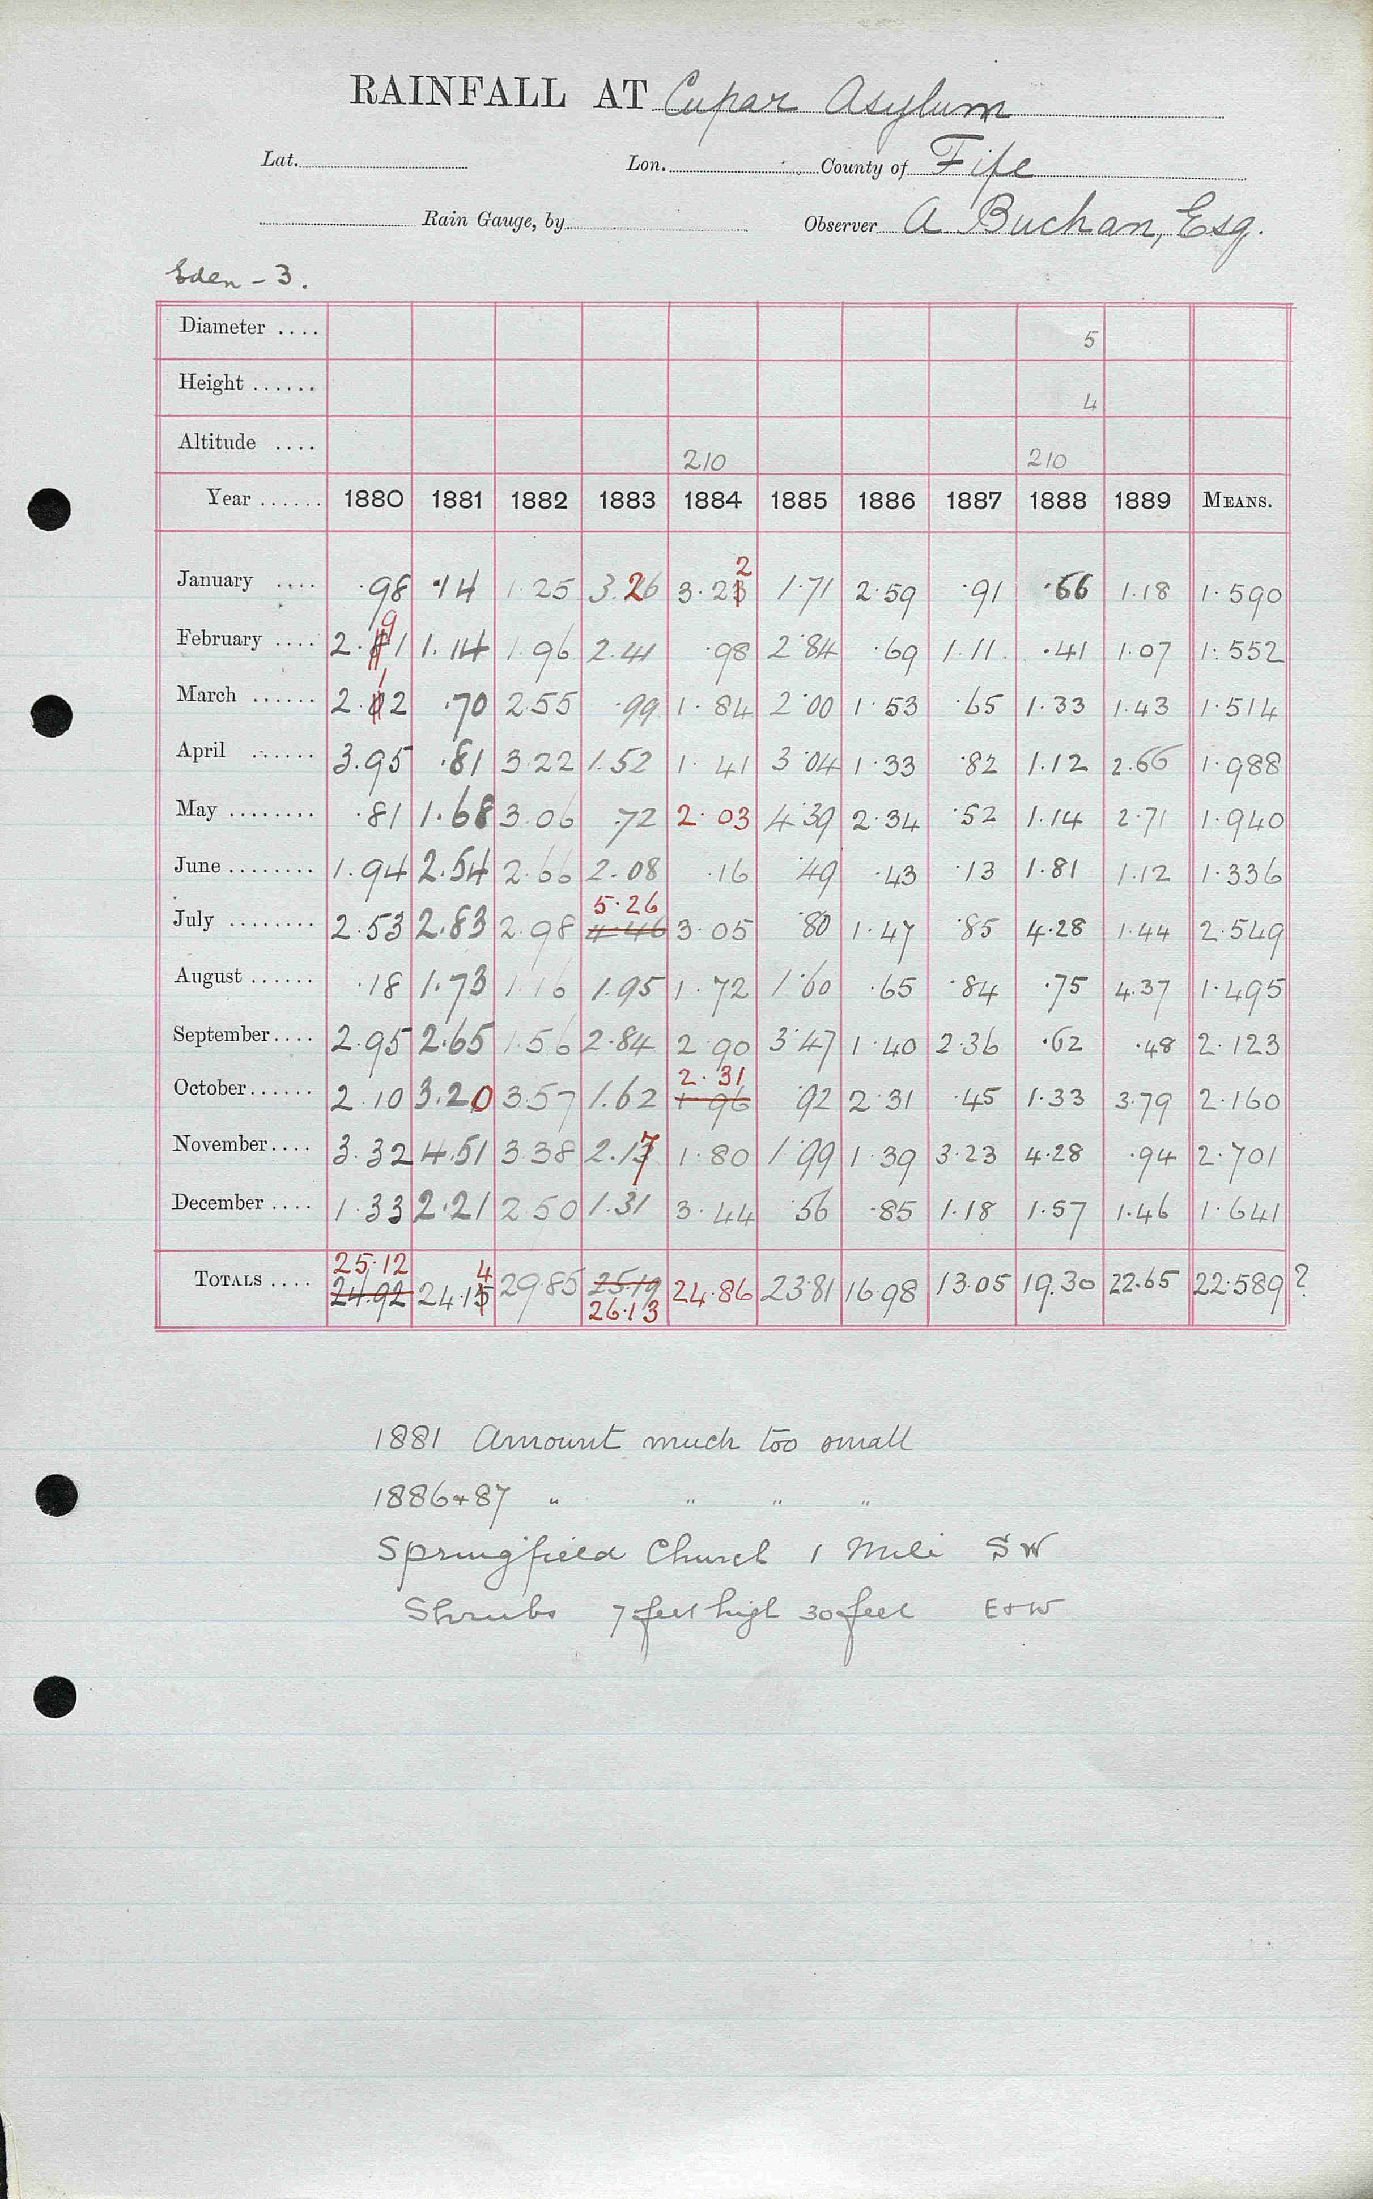 RAINFALL AT Cupar Asylum
Lat. Lon. County of Fife
Rain Gauge, by Observer A Buchan, Esq.
Eden - 3.
Diameter .... 5
Height ...... 4
Altitude .... 210 210
Year ...... 1880 1881 1882 1883 1884 1885 1886 1887 1888 1889 MEANS.
2
January .... ·98 ·14 1.25 3.26 3·23 1·71 2·59 ·91 ·66 1.18 1·590
9
February .... 2.81 1.14 1.96 2.41 ·98 2·84 ·69 1.11 ·41 1·07 1·552
1
March ...... 2.02 ·70 2.55 ·99 1·84 2·00 1·53 ·65 1·33 1·43 1·514
April ...... 3.95 ·81 3.22 1.52 1·41 3·04 1·33 ·82 1·12 2.66 1·988
May ........ ·81 1.68 3.06 ·72 2·03 4·39 2·34 ·52 1·14 2·71 1·940
June ........ 1.94 2.54 2.66 2.08 ·16 ·49 ·43 ·13 1·81 1·12 1·336
5·26
July ........ 2.53 2.83 2.98 4·46 3·05 ·80 1·47 ·85 4·28 1·44 2·549
August ...... ·18 1.73 1.16 1.95 1·72 1·60 ·65 ·84 ·75 4·37 1·495
September .... 2.95 2.65 1.56 2.84 2·90 3·47 1·40 2·36 ·62 ·48 2·123
2·31
October ...... 2.10 3.20 3.57 1.62 1·96 ·92 2·31 ·45 1·33 3·79 2·160
7
November .... 3.32 4.51 3.38 2.13 1·80 1·99 1·39 3·23 4·28 ·94 2·701
December .... 1.33 2.21 2.50 1.31 3·44 ·56 ·85 1·18 1·57 1·46 1·641
25·12 4
TOTALS .... 24.92 24.15 29.85 25.19 24.86 23.81 16.98 13.05 19.30 22.65 22·589?
26.13
1881 Amount much too small
1886 & 87 " " " "
Springfield Church 1 Mile SW
Shrubs 7 feet high 30 feet E & W